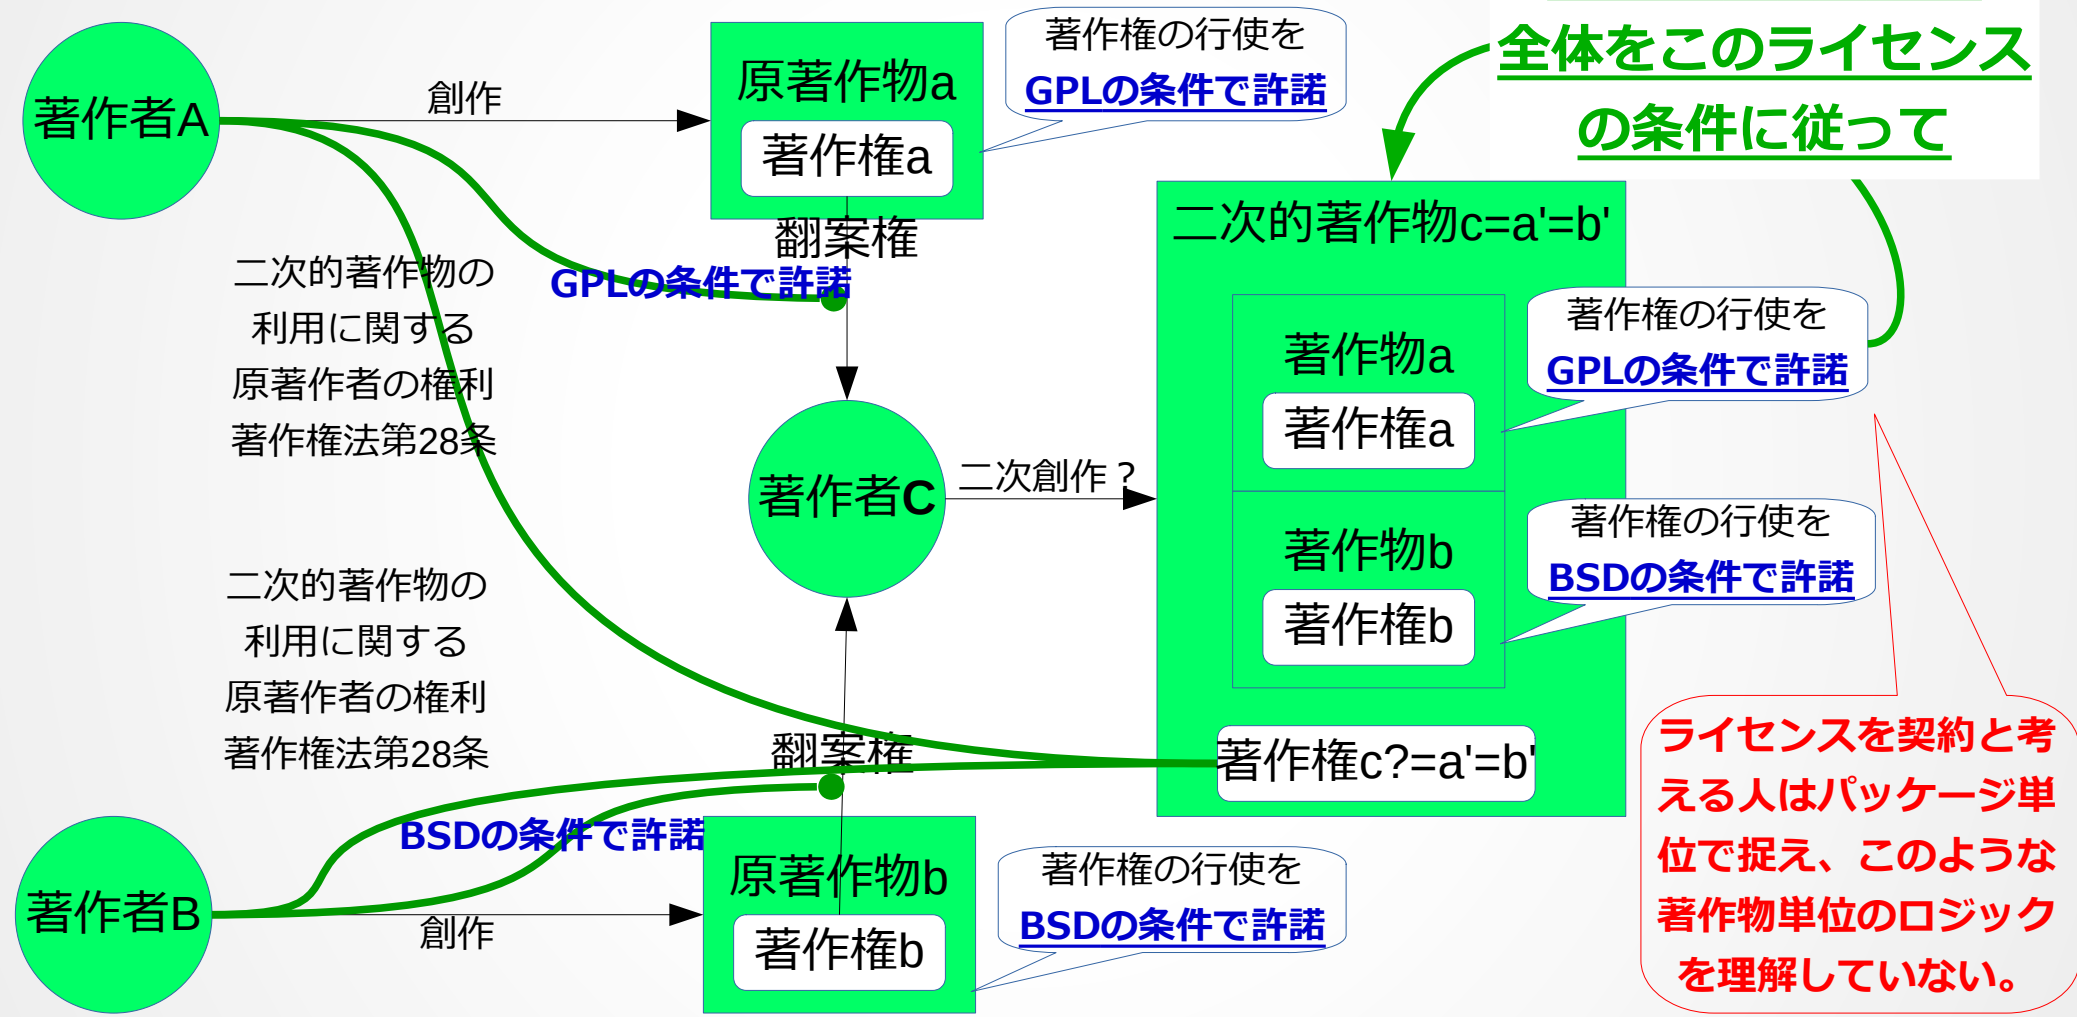 著作者A
創作
原著作物a
著作権a
著作権の行使を
GPLの条件で許諾
全体をこのライセンス
の条件に従って
翻案権
GPLの条件で許諾
二次的著作物の
利用に関する
原著作者の権利
著作権法第28条
二次的著作物c=a'=b'
著作物a
著作権a
著作権の行使を
GPLの条件で許諾
著作者C
二次創作？
著作物b
著作権b
著作権の行使を
BSDの条件で許諾
二次的著作物の
利用に関する
原著作者の権利
著作権法第28条
翻案権
著作権c?=a'=b'
BSDの条件で許諾
著作者B
創作
原著作物b
著作権b
著作権の行使を
BSDの条件で許諾
ライセンスを契約と考
える人はパッケージ単
位で捉え、このような
著作物単位のロジック
を理解していない。